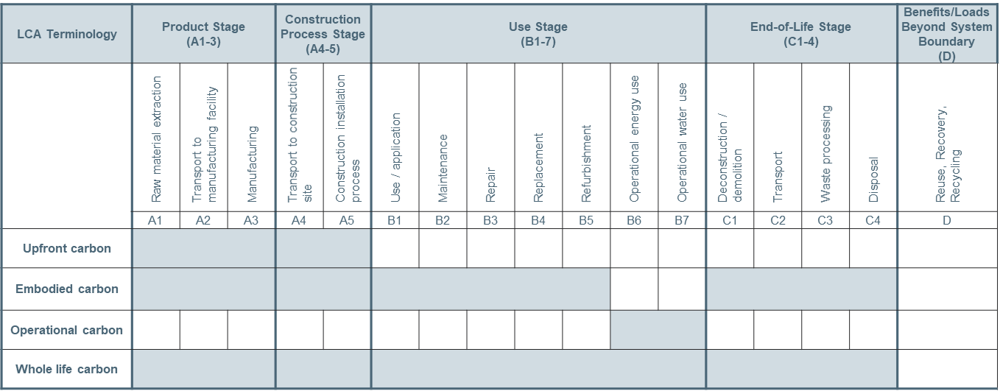 LCA Terminology
Product Stage
(A1-3)
Construction
Process Stage
(A4-5)
Use Stage
(B1-7)
End-of-Life Stage
(C1-4)
Benefits/Loads
Beyond System
Boundary
(D)
Raw material extraction
Transport to
manufacturing facility
Manufacturing
Transport to construction
site
Construction installation
process
Use / application
Maintenance
Repair
Replacement
Refurbishment
Operational energy use
Operational water use
Deconstruction /
demolition
Transport
Waste processing
Disposal
Reuse, Recovery,
Recycling
A1 A2 A3 A4 A5 B1 B2 B3 B4 B5 B6 B7 C1 C2 C3 C4 D
Upfront carbon
Embodied carbon
Operational carbon
Whole life carbon